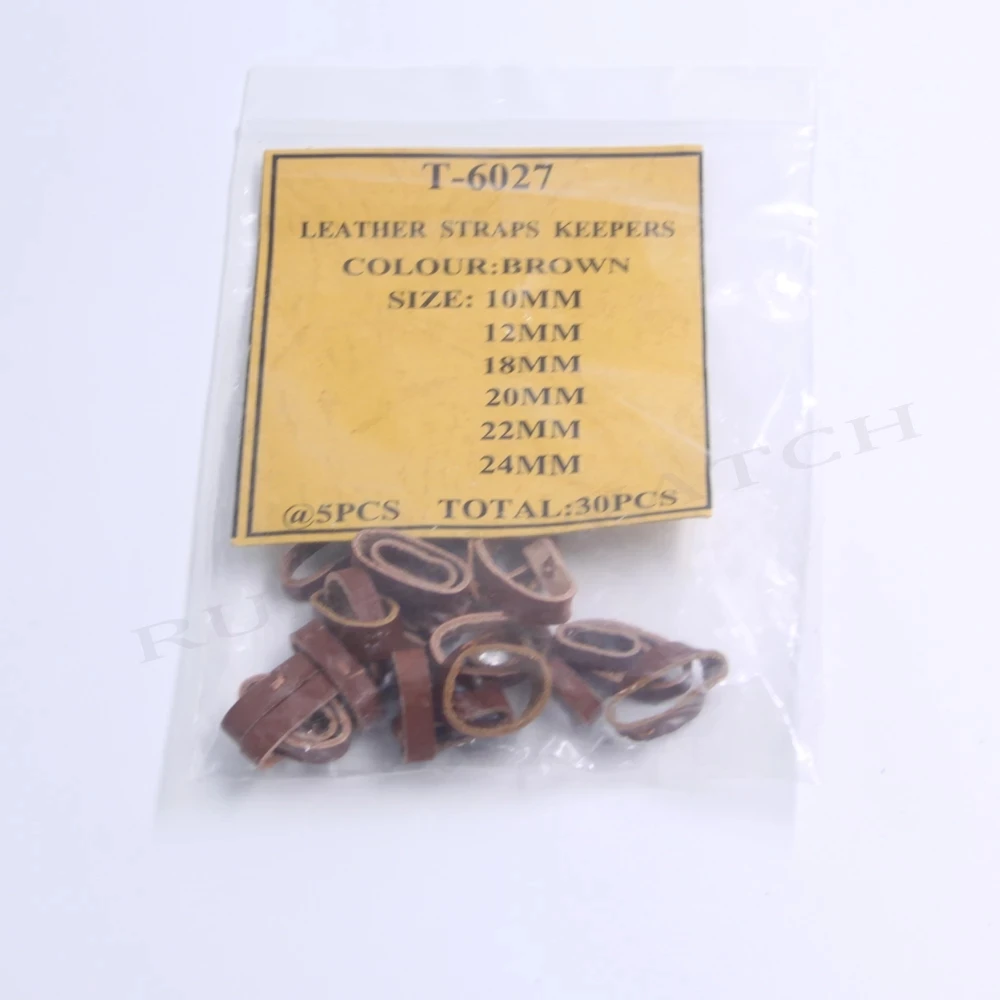 T-6027
LEATHER STRAPS KEEPERS
COLOUR:BROWN
SIZE: 10MM
12MM
18MM
20MM
22MM
24MM
@5PCS TOTAL:30PCS